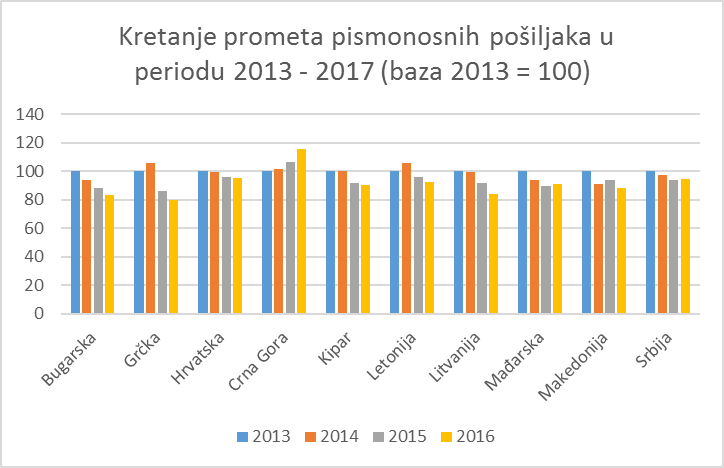 Kretanje prometa pismonosnih pošiljaka u
periodu 2013 - 2017 (baza 2013 = 100)
140
120
100
80
60
40
20
0
Bugarska
Grčka
Hrvatska
Crna Gora
Kipar
Letonija
Litvanija
Mađarska
Makedonija
Srbija
2013 2014 2015 2016